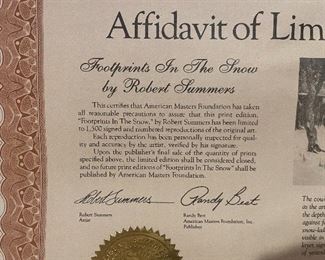 Affidavit of Lim
Footprints In The Snow
by Robert Summers
This certifies that American Masters Foundation has taken
all reasonable precautions to assure that this print edition,
"Footprints In The Snow," by Robert Summers has been limited
to 1,500 signed and numbered reproductions of the original art.
Each reproduction has been personally inspected for
quality and accuracy by the artist, verified by his signature.
Upon the publisher's final sale of the quantity of prints
specified above, the limited edition shall be considered closed,
and no future print editions of "Footprints In The Snow" shall be
published by American Masters Foundation.
Robert Summers
Randy Best
Robert Summers
Artist
Randy Best
American Masters Foundation, Inc.
Publisher
The cow
as the
the depth
against
snow-lad
visible
layer